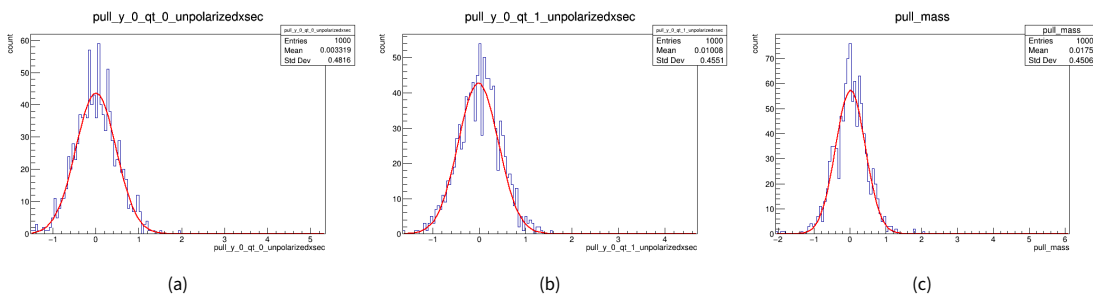 pull_y_0_qt_0_unpolarizedxsec
pull_y_0_qt_0_unpolarizedxsec
Entries 1000
Mean 0.003319
Std Dev 0.4816
count
60
50
40
30
20
10
0
−1 0 1 2 3 4 5
pull_y_0_qt_0_unpolarizedxsec
(a)
pull_y_0_qt_1_unpolarizedxsec
pull_y_0_qt_1_unpolarizedxsec
Entries 1000
Mean 0.01008
Std Dev 0.4551
count
50
40
30
20
10
0
−1 0 1 2 3 4
pull_y_0_qt_1_unpolarizedxsec
(b)
pull_mass
pull_mass
Entries 1000
Mean 0.0175
Std Dev 0.4506
count
70
60
50
40
30
20
10
0
−2 −1 0 1 2 3 4 5 6
pull_mass
(c)